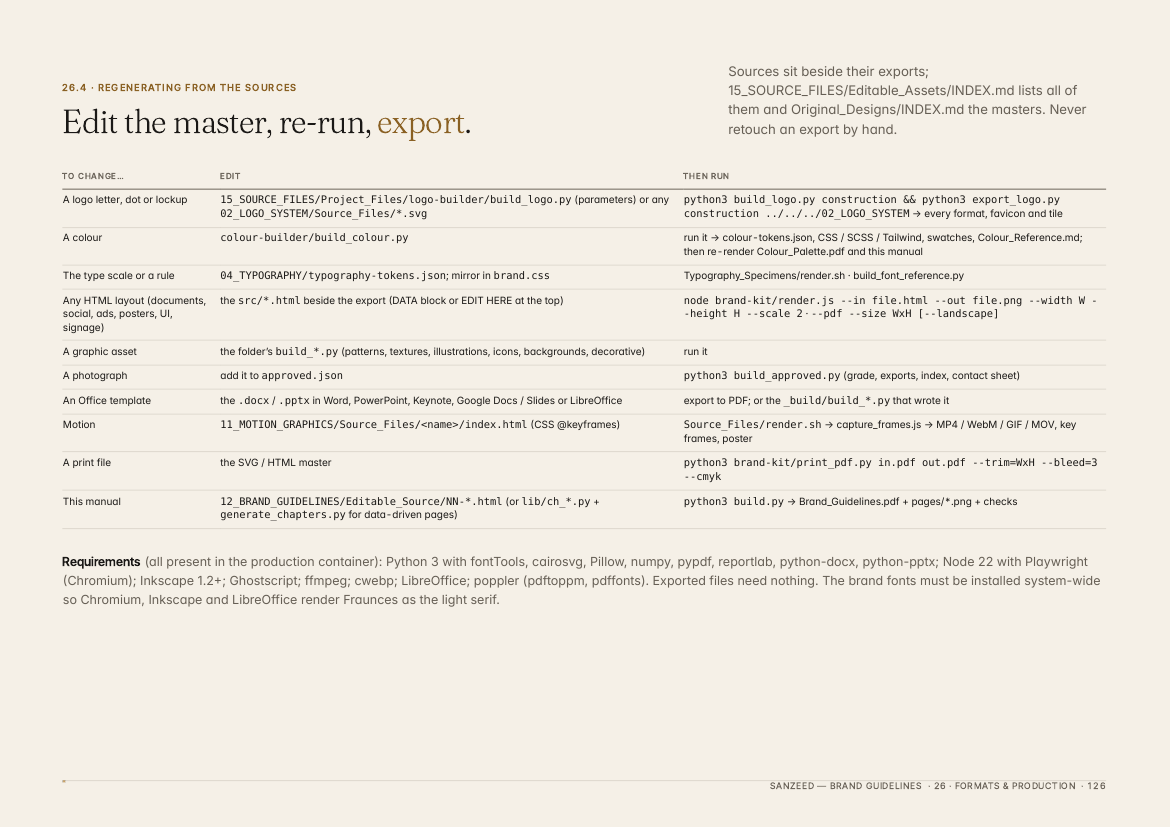 26.4 · REGENERATING FROM THE SOURCES
Edit the master, re-run, export.
Sources sit beside their exports;
15_SOURCE_FILES/Editable_Assets/INDEX.md lists all of
them and Original_Designs/INDEX.md the masters. Never
retouch an export by hand.
TO CHANGE… EDIT THEN RUN
A logo letter, dot or lockup
15_SOURCE_FILES/Project_Files/logo-builder/build_logo.py (parameters) or any
02_LOGO_SYSTEM/Source_Files/*.svg
python3 build_logo.py construction && python3 export_logo.py
construction ../../../02_LOGO_SYSTEM → every format, favicon and tile
A colour
colour-builder/build_colour.py
run it → colour-tokens.json, CSS / SCSS / Tailwind, swatches, Colour_Reference.md;
then re-render Colour_Palette.pdf and this manual
The type scale or a rule
04_TYPOGRAPHY/typography-tokens.json; mirror in brand.css
Typography_Specimens/render.sh · build_font_reference.py
Any HTML layout (documents,
social, ads, posters, UI,
signage)
the src/*.html beside the export (DATA block or EDIT HERE at the top)
node brand-kit/render.js --in file.html --out file.png --width W -
-height H --scale 2 · --pdf --size WxH [--landscape]
A graphic asset
the folder's build_*.py (patterns, textures, illustrations, icons, backgrounds, decorative)
run it
A photograph
add it to approved.json
python3 build_approved.py (grade, exports, index, contact sheet)
An Office template
the .docx / .pptx in Word, PowerPoint, Keynote, Google Docs / Slides or LibreOffice
export to PDF; or the _build/build_*.py that wrote it
Motion
11_MOTION_GRAPHICS/Source_Files/<name>/index.html (CSS @keyframes)
Source_Files/render.sh → capture_frames.js → MP4 / WebM / GIF / MOV, key
frames, poster
A print file
the SVG / HTML master
python3 brand-kit/print_pdf.py in.pdf out.pdf --trim=WxH --bleed=3
--cmyk
This manual
12_BRAND_GUIDELINES/Editable_Source/NN-*.html (or lib/ch_*.py +
generate_chapters.py for data-driven pages)
python3 build.py → Brand_Guidelines.pdf + pages/*.png + checks
Requirements (all present in the production container): Python 3 with fontTools, cairosvg, Pillow, numpy, pypdf, reportlab, python-docx, python-pptx; Node 22 with Playwright
(Chromium); Inkscape 1.2+; Ghostscript; ffmpeg; cwebp; LibreOffice; poppler (pdftoppm, pdffonts). Exported files need nothing. The brand fonts must be installed system-wide
so Chromium, Inkscape and LibreOffice render Fraunces as the light serif.
SANZEED — BRAND GUIDELINES · 26 · FORMATS & PRODUCTION · 126